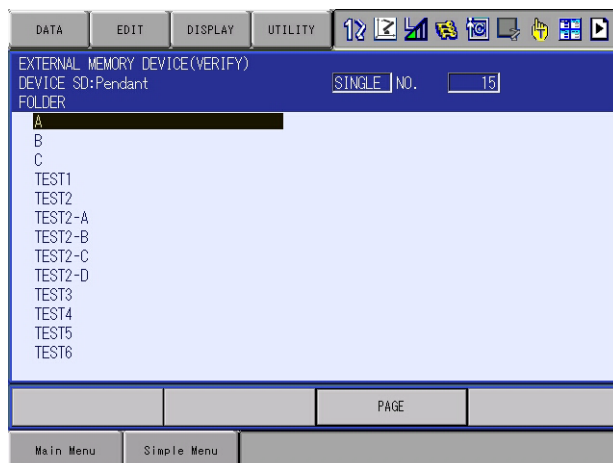 DATA EDIT DISPLAY UTILITY
EXTERNAL MEMORY DEVICE(VERIFY)
DEVICE SD:Pendant SINGLE NO. 15
FOLDER
A
B
C
TEST1
TEST2
TEST2-A
TEST2-B
TEST2-C
TEST2-D
TEST3
TEST4
TEST5
TEST6
PAGE
Main Menu Simple Menu